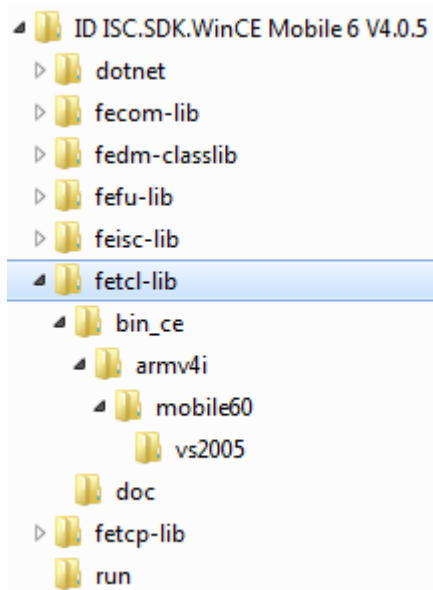 ID ISC.SDK.WinCE Mobile 6 V4.0.5
dotnet
fecom-lib
fedm-classlib
fefu-lib
feisc-lib
fetcl-lib
bin_ce
armv4i
mobile60
vs2005
doc
fetcp-lib
run